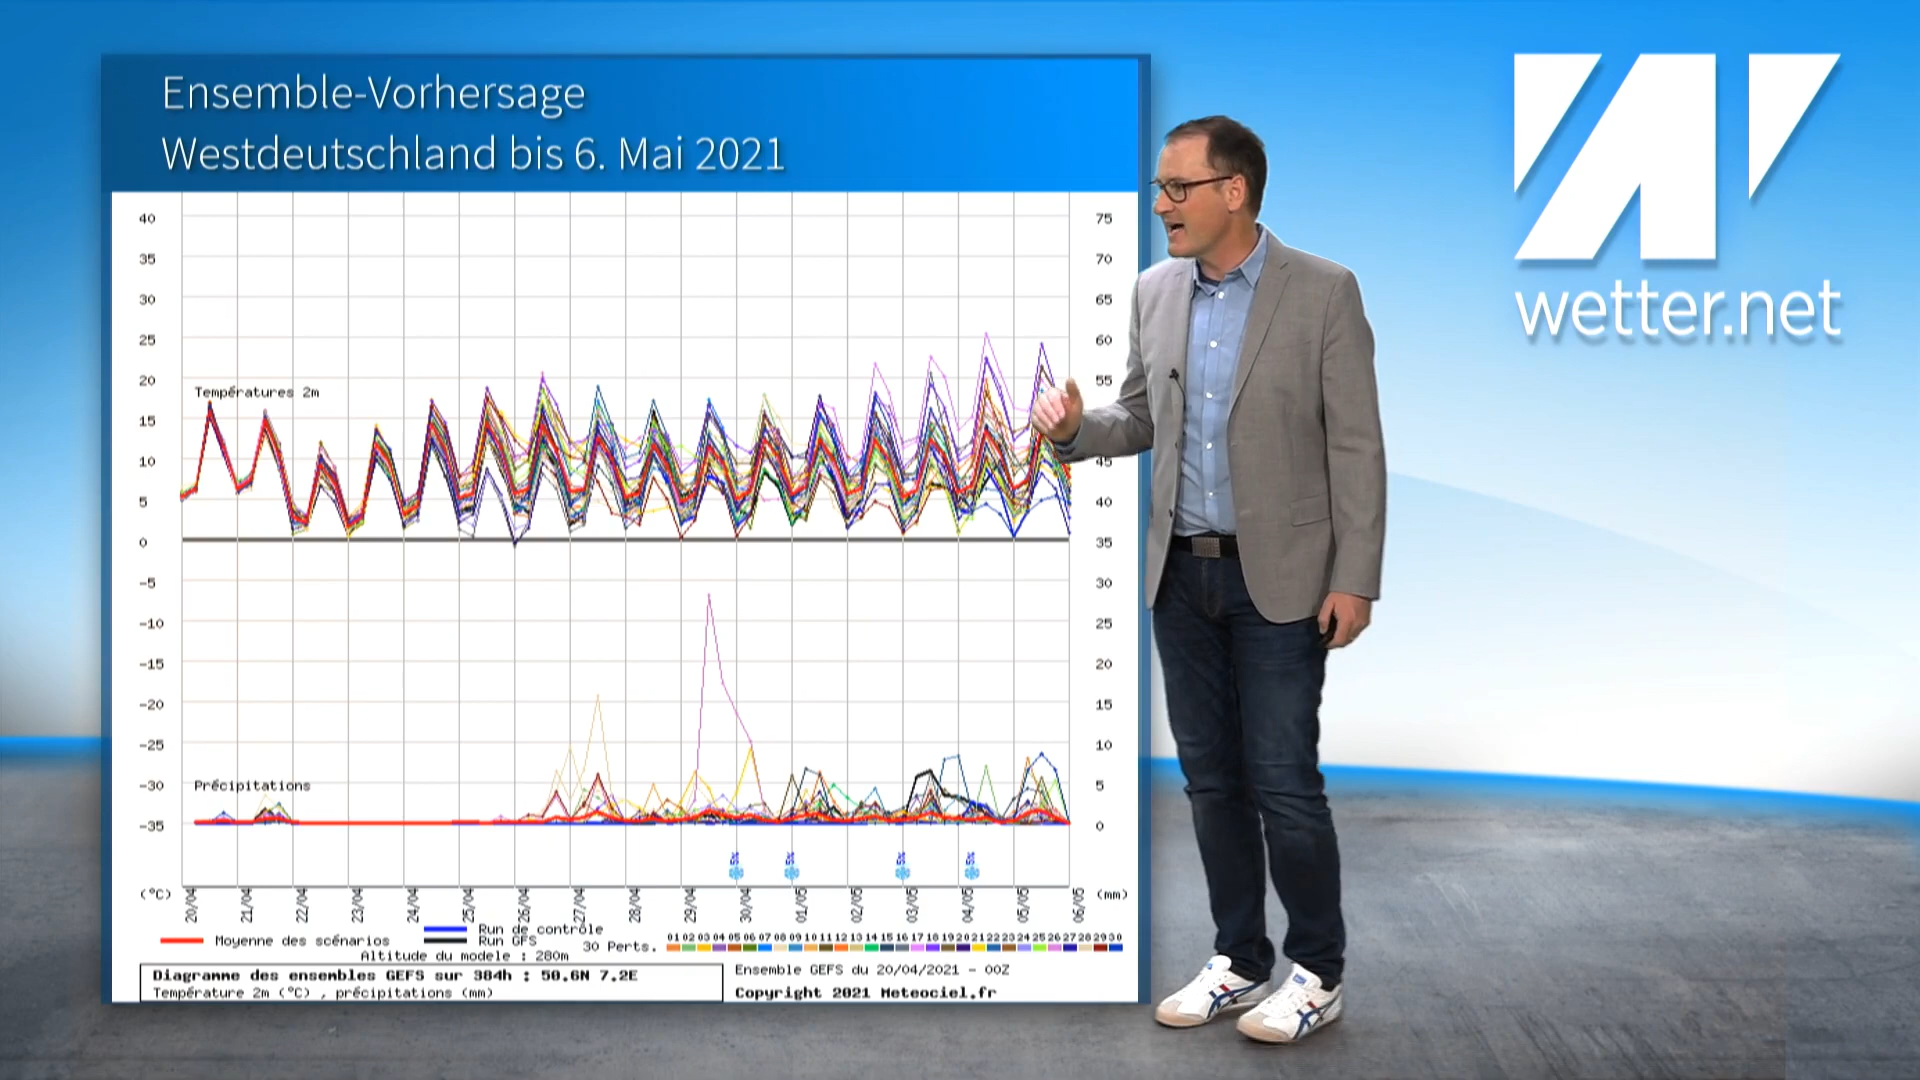 Ensemble-Vorhersage
Westdeutschland bis 6. Mai 2021
wetter.net
40 75
35 70
30 65
25 60
20 55
Températures 2m
15
10 45
5 40
0 35
-5 30
-10 25
-15 20
-20 15
-25 10
-30 5
Précipitations
-35 0
5% 5% 5% 5%
(°C) (mm)
20/04 21/04 22/04 23/04 24/04 25/04 26/04 27/04 28/04 29/04 30/04 01/05 02/05 03/05 04/05 05/05 06/05
Moyenne des scénarios
Run de contrôle
Run GFS
30 Perts.
01 02 03 04 05 06 07 08 09 10 11 12 13 14 15 16 17 18 19 20 21 22 23 24 25 26 27 28 29 30
Altitude du modele : 280m
Diagramme des ensembles GEFS sur 384h : 50.6N 7.2E
Température 2m (°C) , précipitations (mm)
Ensemble GEFS du 20/04/2021 - 00Z
Copyright 2021 Meteociel.fr